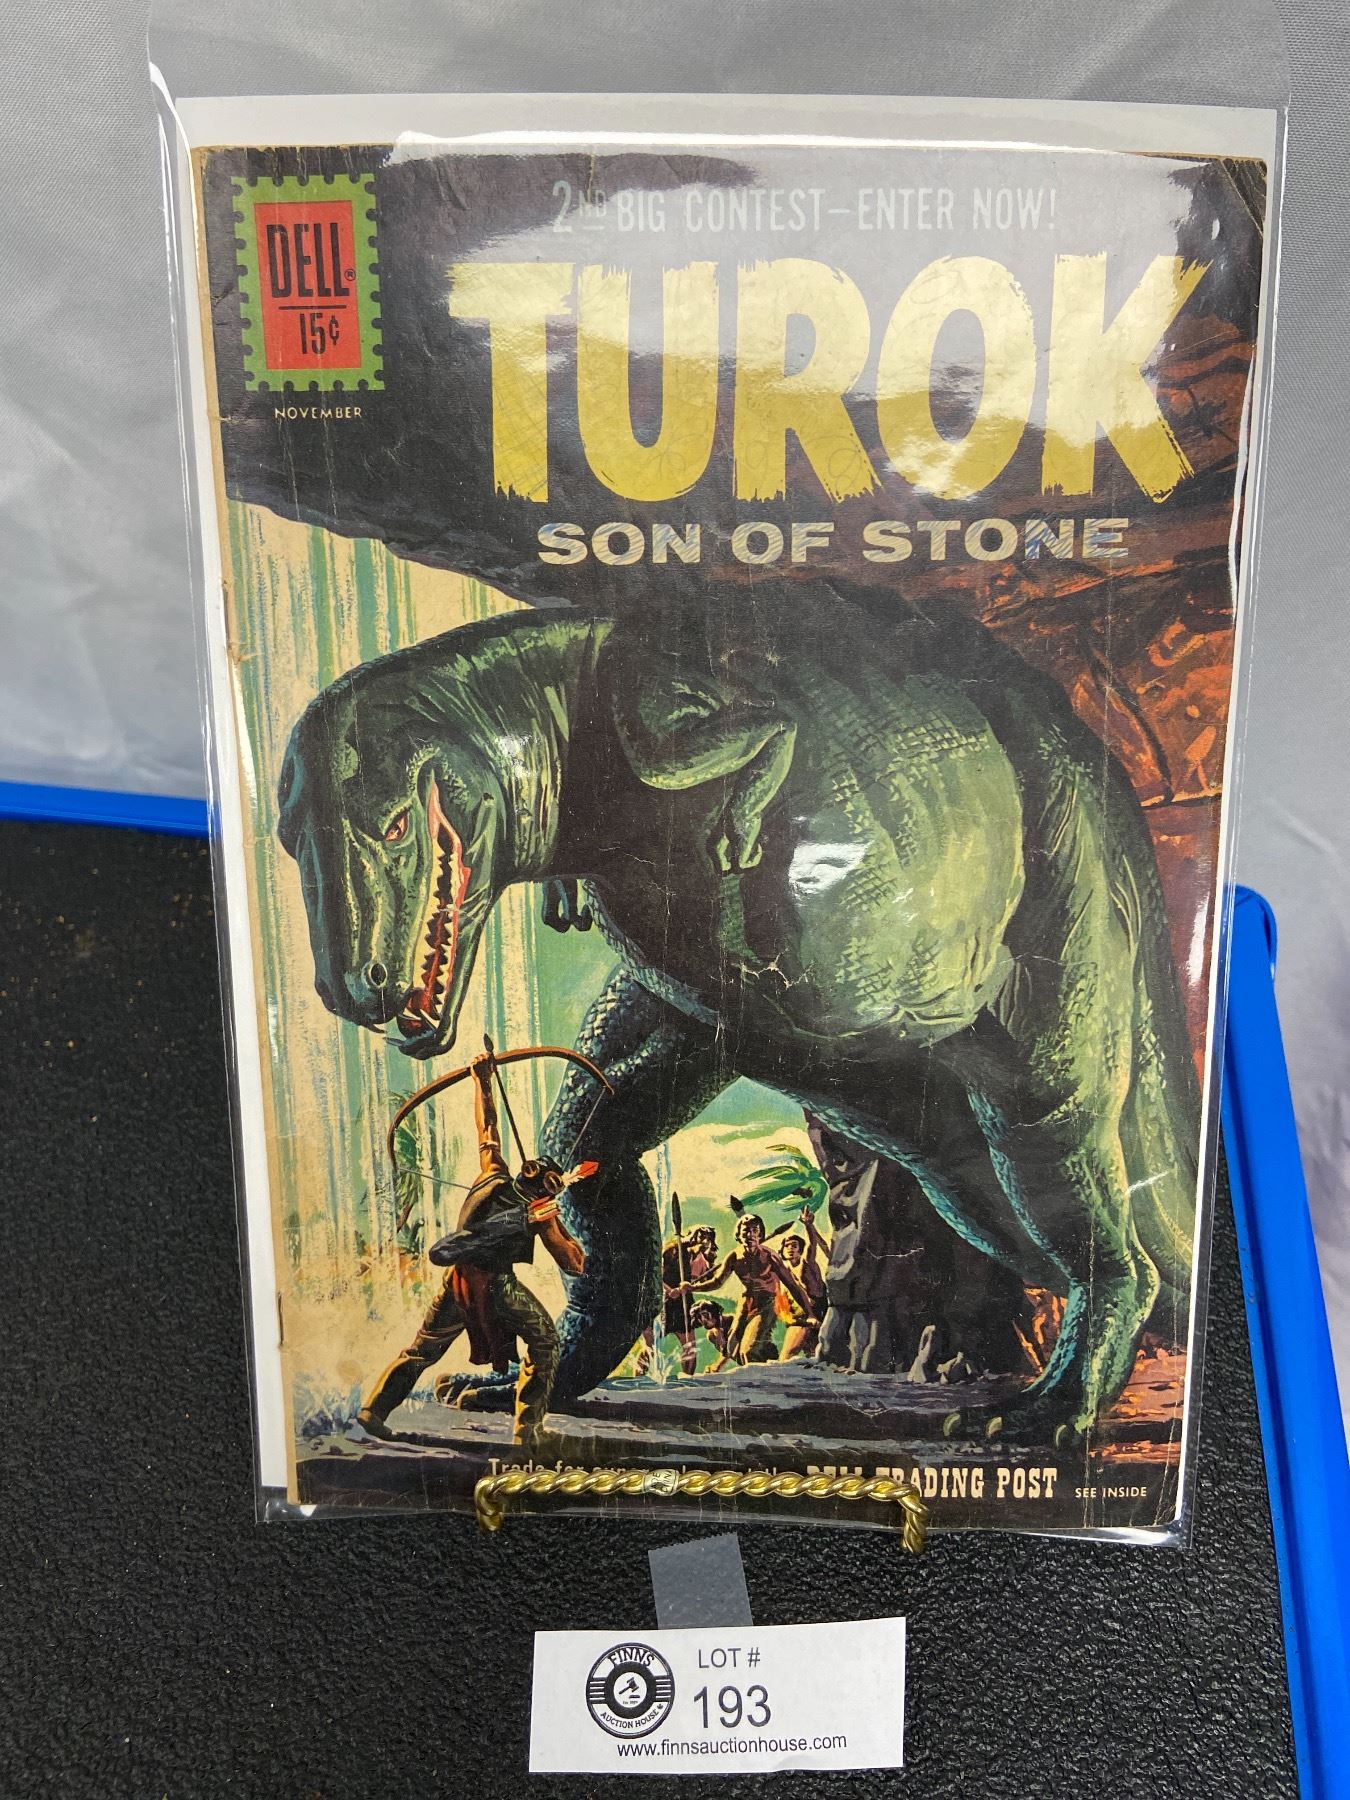 2ND BIG CONTEST–ENTER NOW!
DELL®
15¢
NOVEMBER
TUROK
SON OF STONE
Trade for
DELL TRADING POST
SEE INSIDE
FINNS
AUCTION HOUSE
LOT #
193
www.finnsauctionhouse.com